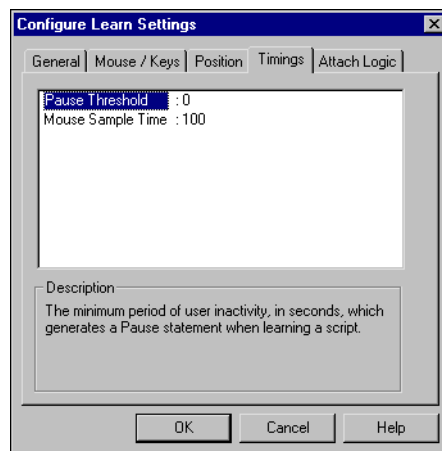 Configure Learn Settings
General Mouse / Keys Position Timings Attach Logic
Pause Threshold : 0
Mouse Sample Time : 100
Description
The minimum period of user inactivity, in seconds, which
generates a Pause statement when learning a script.
OK Cancel Help